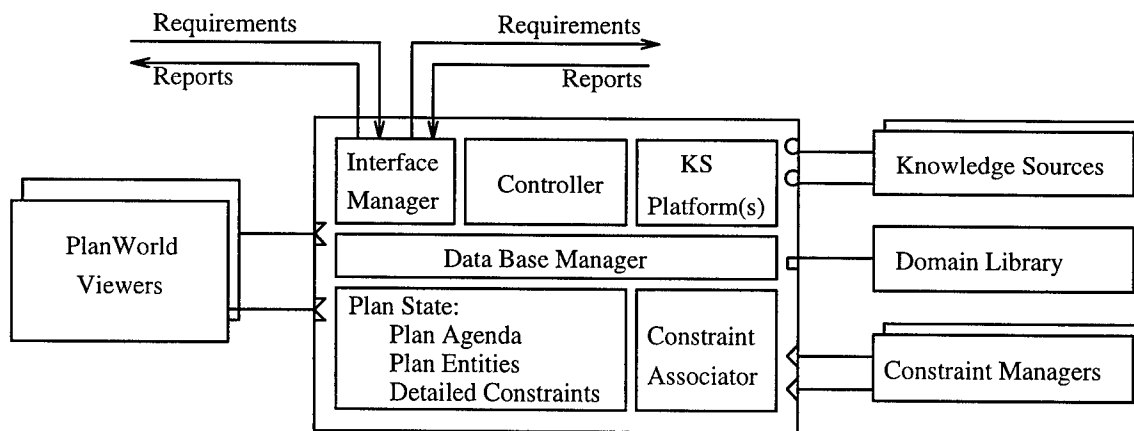 Requirements
Requirements
Reports
Reports
Interface
Manager
Controller
KS
Platform(s)
Knowledge Sources
PlanWorld
Viewers
Data Base Manager
Domain Library
Plan State:
Plan Agenda
Plan Entities
Detailed Constraints
Constraint
Associator
Constraint Managers